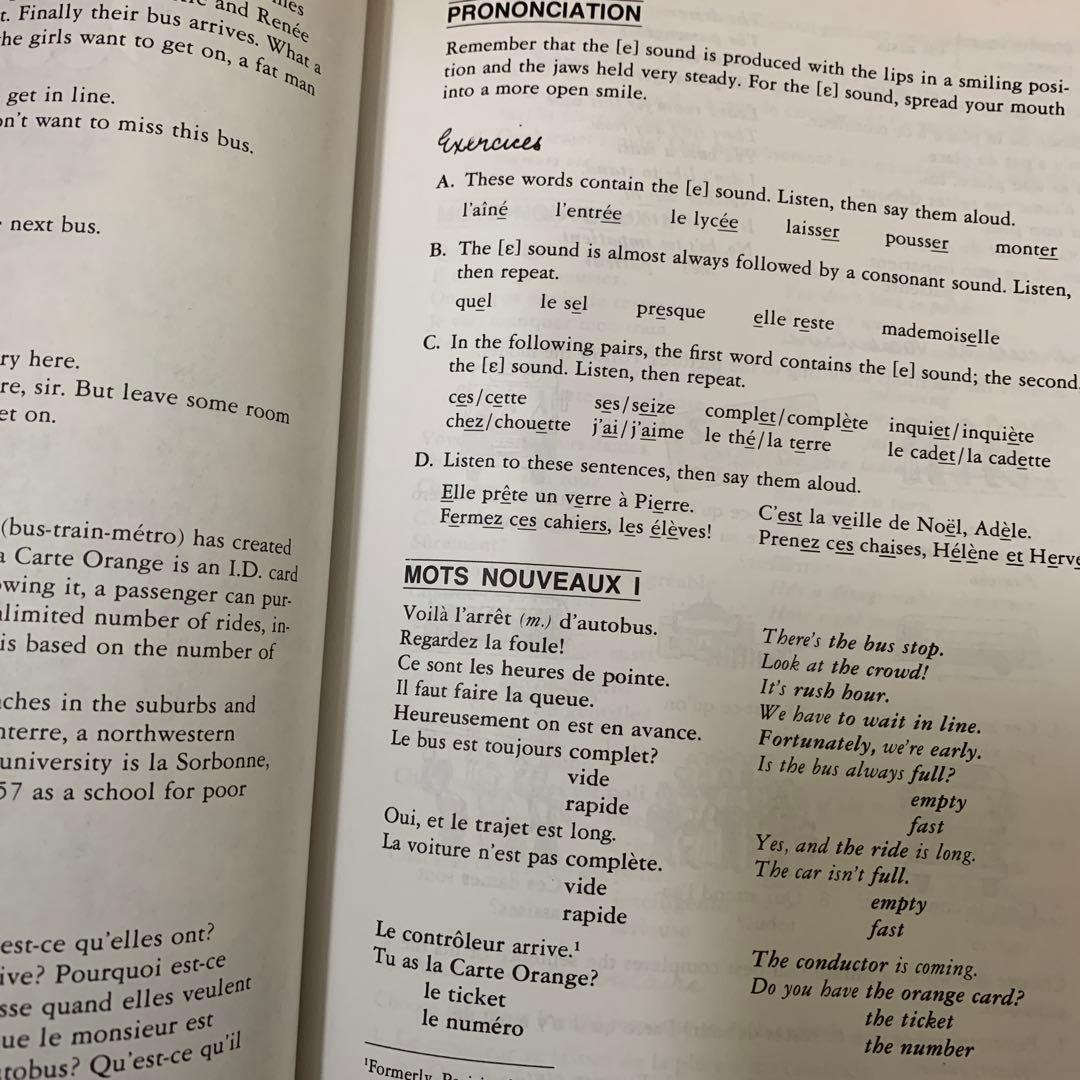 and Renée
t. Finally their bus arrives. What a
he girls want to get on, a fat man
get in line.
on't want to miss this bus.
next bus.
ry here.
re, sir. But leave some room
et on.
(bus-train-métro) has created
a Carte Orange is an I.D. card
owing it, a passenger can pur-
nlimited number of rides, in-
is based on the number of
ches in the suburbs and
nterre, a northwestern
university is la Sorbonne,
57 as a school for poor
est-ce qu'elles ont?
ive? Pourquoi est-ce
sse quand elles veulent
ue le monsieur est
tobus? Qu'est-ce qu'il
PRONONCIATION
Remember that the [e] sound is produced with the lips in a smiling posi-
tion and the jaws held very steady. For the [ɛ] sound, spread your mouth
into a more open smile.
Exercices
A. These words contain the [e] sound. Listen, then say them aloud.
l'aîné l'entrée le lycée laisser pousser monter
B. The [ɛ] sound is almost always followed by a consonant sound. Listen,
then repeat.
quel le sel presque elle reste mademoiselle
C. In the following pairs, the first word contains the [e] sound; the second,
the [ɛ] sound. Listen, then repeat.
ces/cette ses/seize complet/complète inquiet/inquiète
chez/chouette j'ai/j'aime le thé/la terre le cadet/la cadette
D. Listen to these sentences, then say them aloud.
Elle prête un verre à Pierre. C'est la veille de Noël, Adèle.
Fermez ces cahiers, les élèves! Prenez ces chaises, Hélène et Herve
MOTS NOUVEAUX I
Voilà l'arrêt (m.) d'autobus. There's the bus stop.
Regardez la foule! Look at the crowd!
Ce sont les heures de pointe. It's rush hour.
Il faut faire la queue. We have to wait in line.
Heureusement on est en avance. Fortunately, we're early.
Le bus est toujours complet? Is the bus always full?
vide empty
rapide fast
Oui, et le trajet est long. Yes, and the ride is long.
La voiture n'est pas complète. The car isn't full.
vide empty
rapide fast
Le contrôleur arrive.¹ The conductor is coming.
Tu as la Carte Orange? Do you have the orange card?
le ticket the ticket
le numéro the number
¹Formerly,